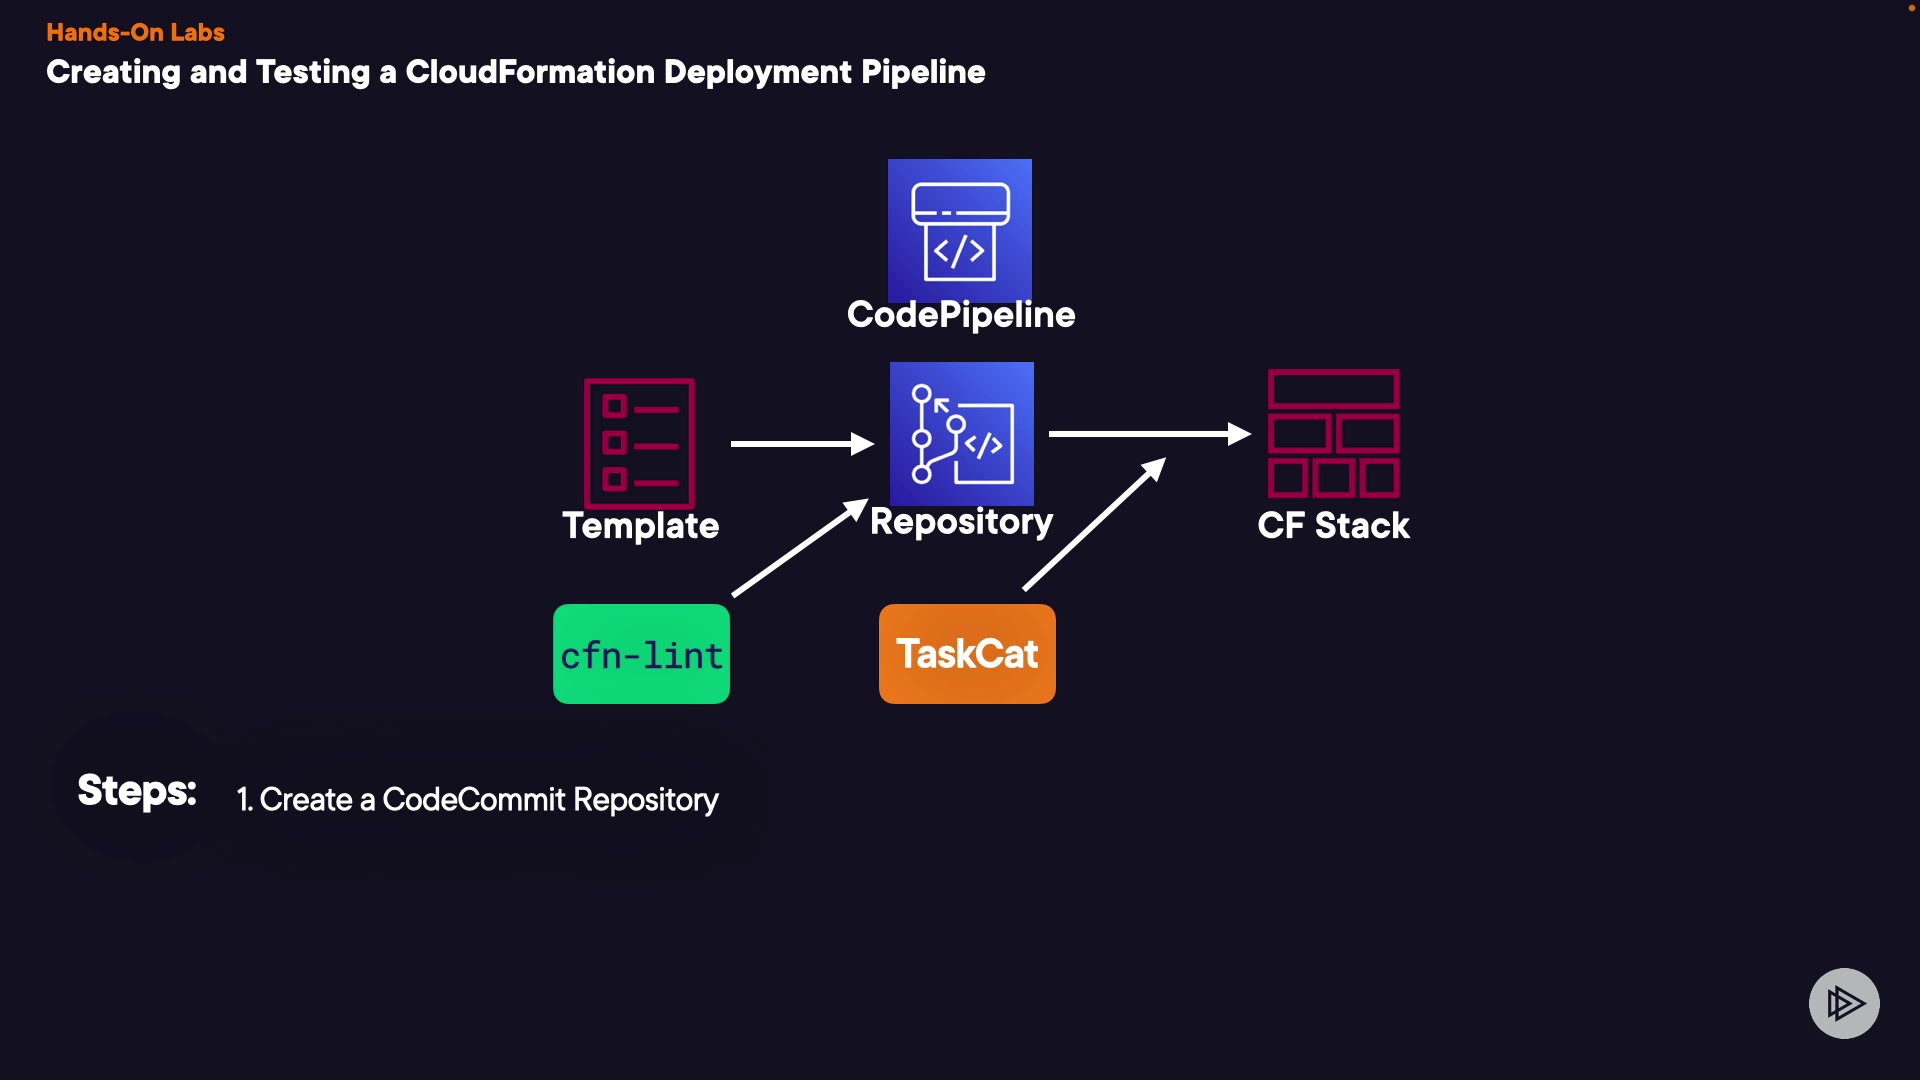 Hands-On Labs
Creating and Testing a CloudFormation Deployment Pipeline
</>
CodePipeline
</>
Template
Repository
CF Stack
cfn-lint
TaskCat
Steps:
1. Create a CodeCommit Repository